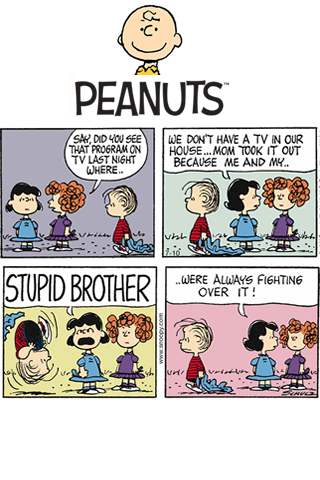 PEANUTS™
SAY, DID YOU SEE
THAT PROGRAM ON
TV LAST NIGHT
WHERE..
WE DON'T HAVE A TV IN OUR
HOUSE...MOM TOOK IT OUT
BECAUSE ME AND MY..
7-10
STUPID BROTHER
www.snoopy.com
..WERE ALWAYS FIGHTING
OVER IT!
SCHULZ